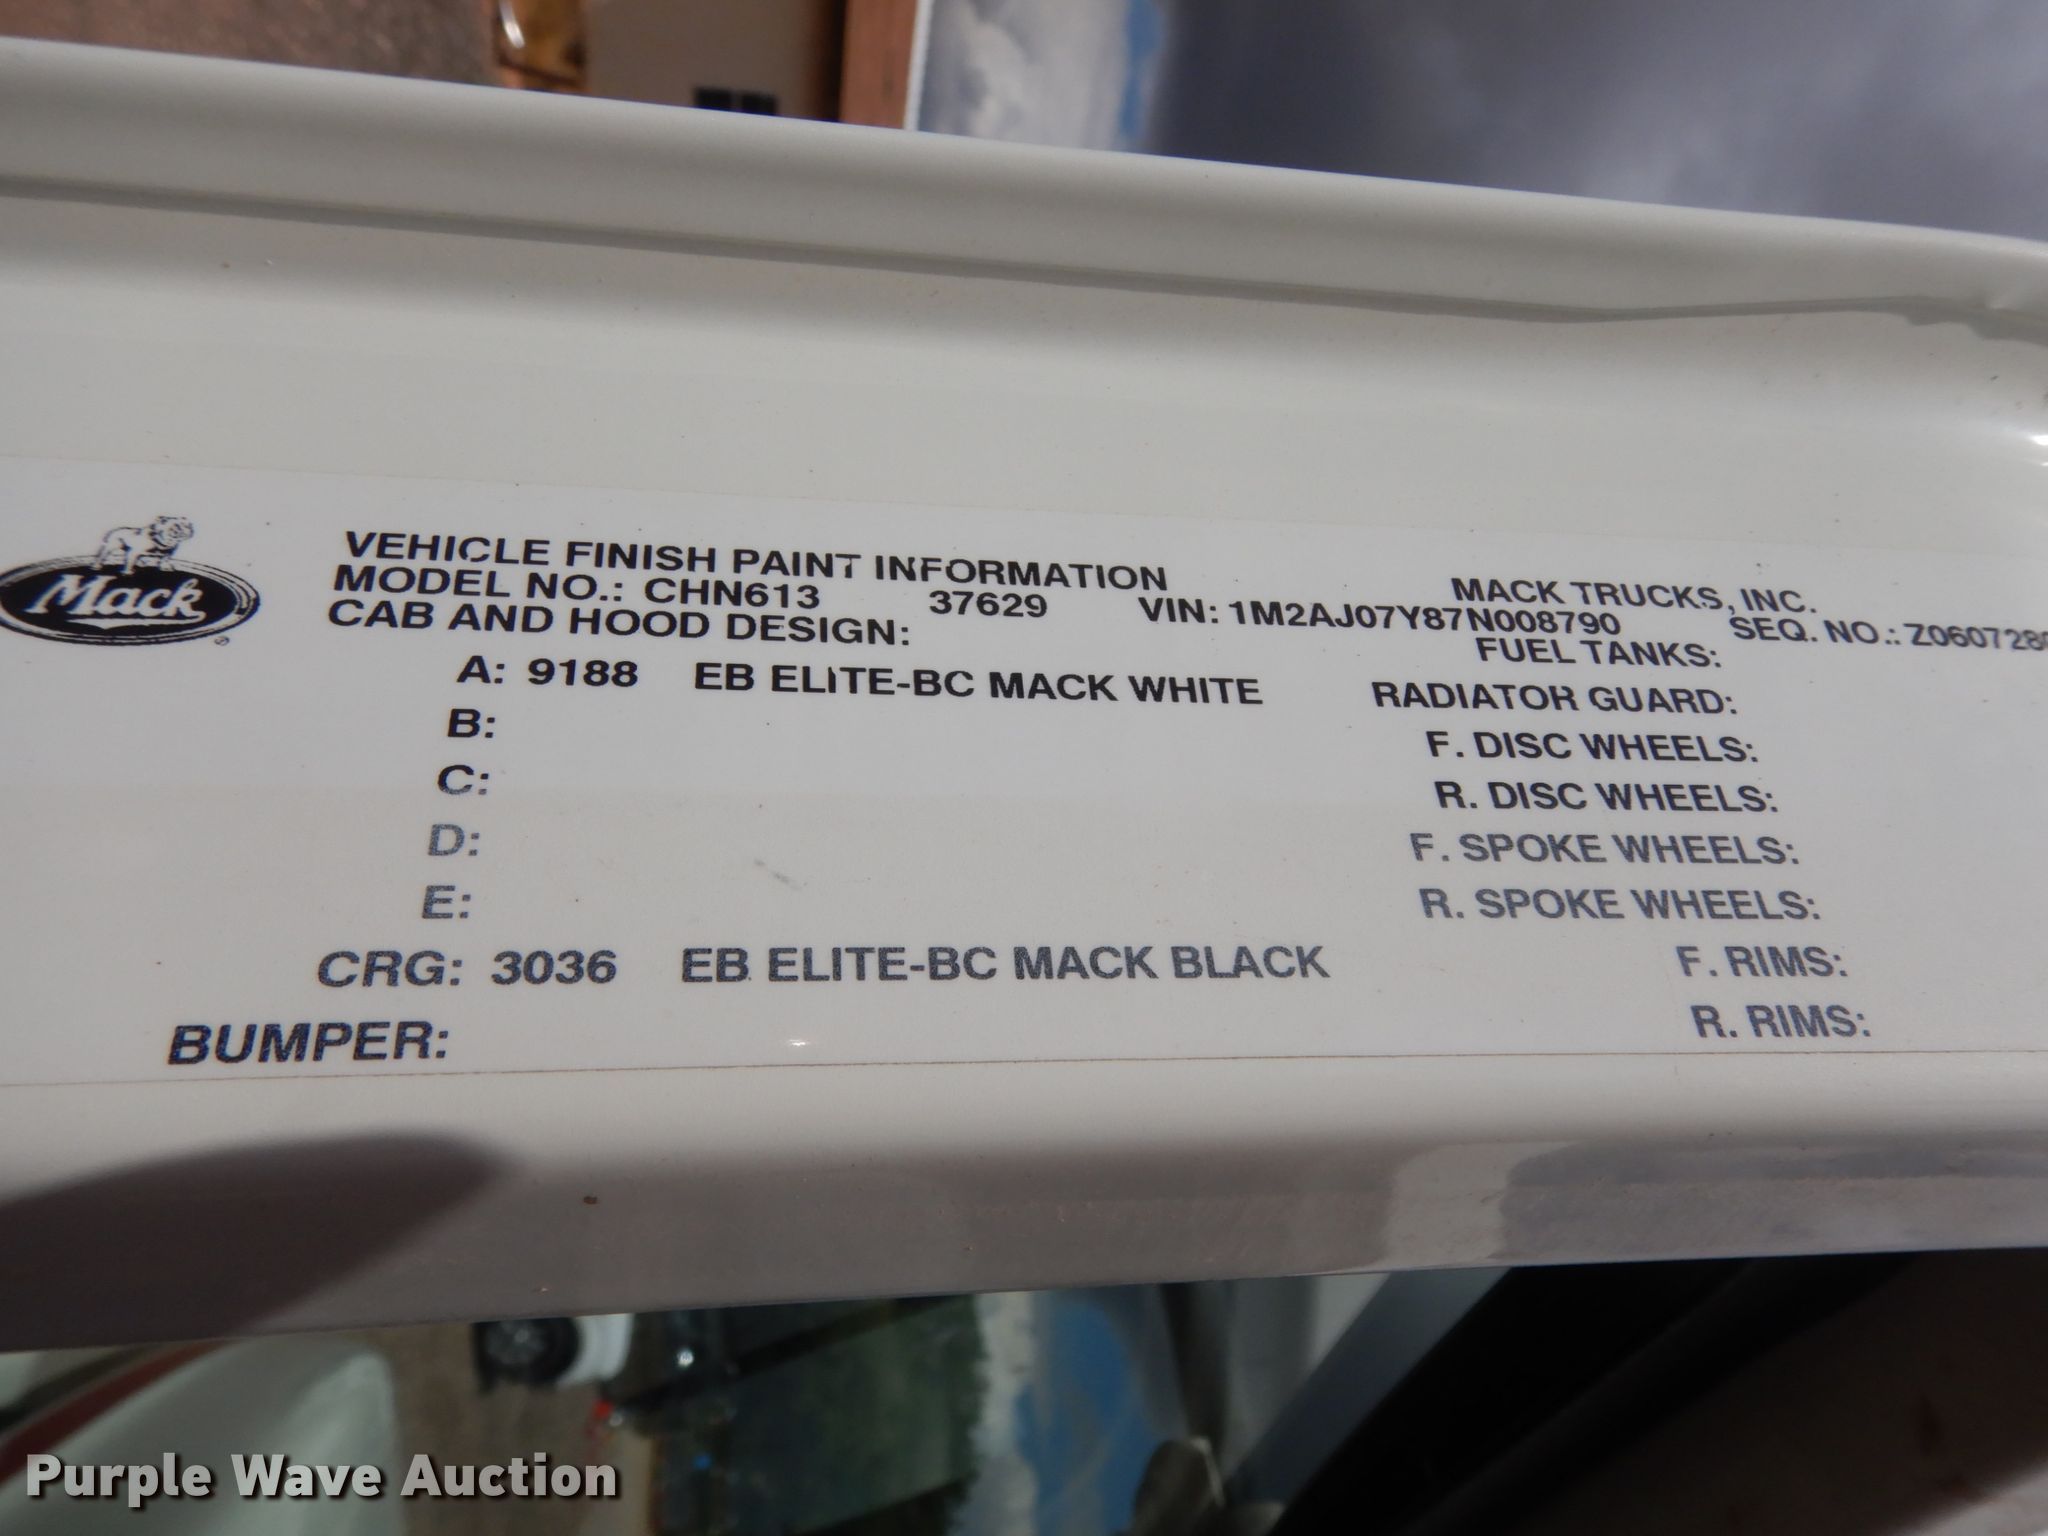 Mack
VEHICLE FINISH PAINT INFORMATION MACK TRUCKS, INC.
MODEL NO.: CHN613 37629 VIN: 1M2AJ07Y87N008790 SEQ. NO.: Z060728
CAB AND HOOD DESIGN: FUEL TANKS:
A: 9188 EB ELITE-BC MACK WHITE RADIATOR GUARD:
B: F. DISC WHEELS:
C: R. DISC WHEELS:
D: F. SPOKE WHEELS:
E: R. SPOKE WHEELS:
CRG: 3036 EB ELITE-BC MACK BLACK F. RIMS:
BUMPER: R. RIMS:
Purple Wave Auction